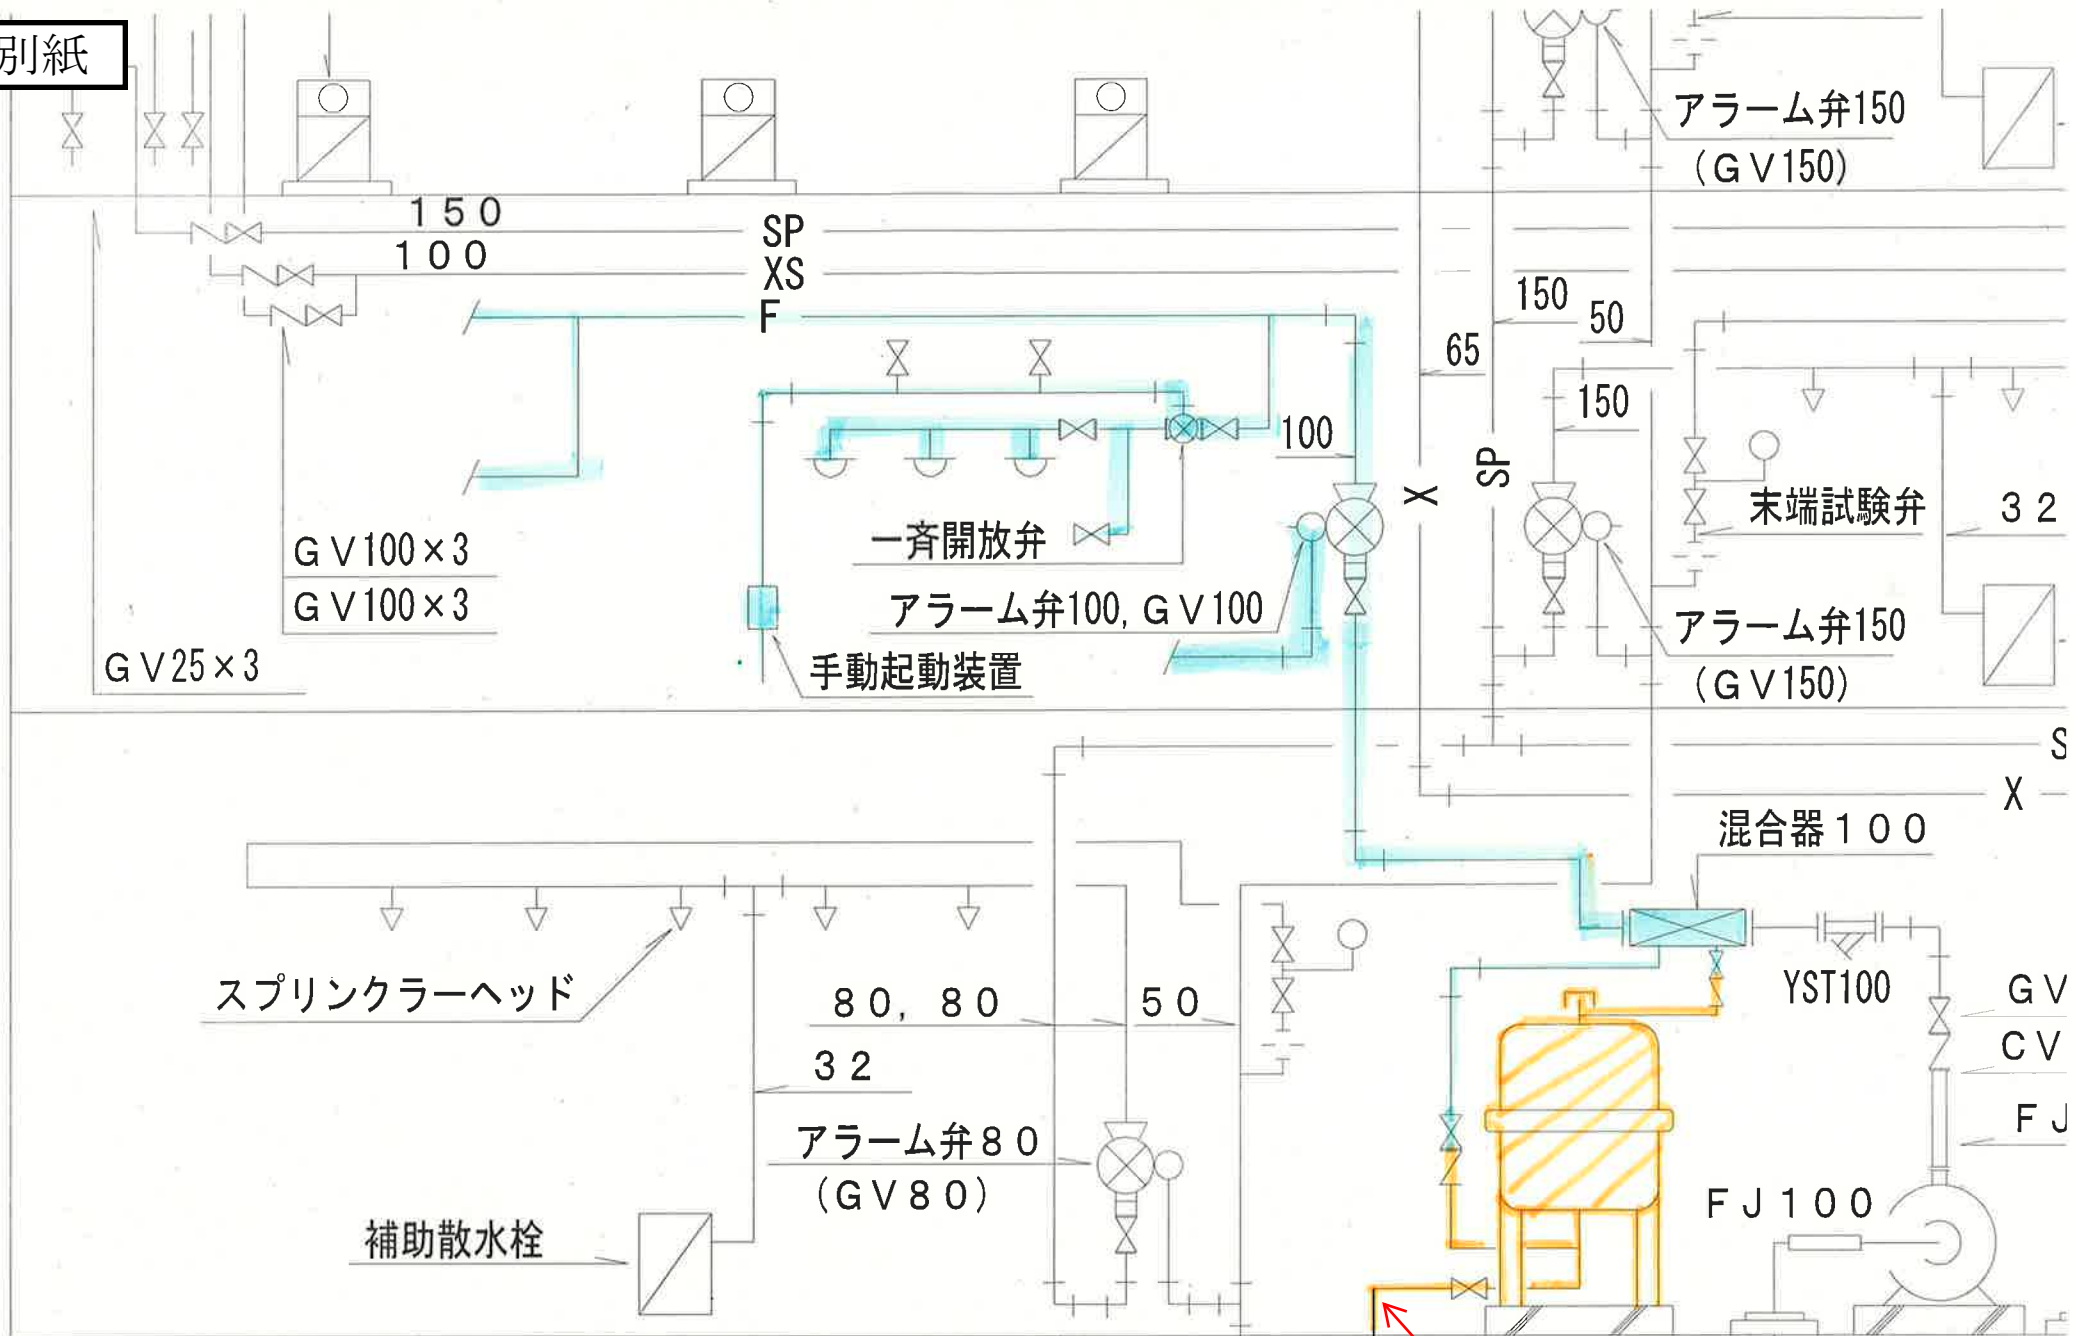 別紙
アラーム弁150
(GV150)
150
SP
100
XS
F
150
50
65
150
100
X
SP
一斉開放弁
末端試験弁
32
GV100×3
GV100×3
アラーム弁100, GV100
アラーム弁150
(GV150)
GV25×3
手動起動装置
S
X
混合器100
スプリンクラーヘッド
80, 80
50
YST100
GV
CV
32
FJ
アラーム弁80
(GV80)
FJ100
補助散水栓